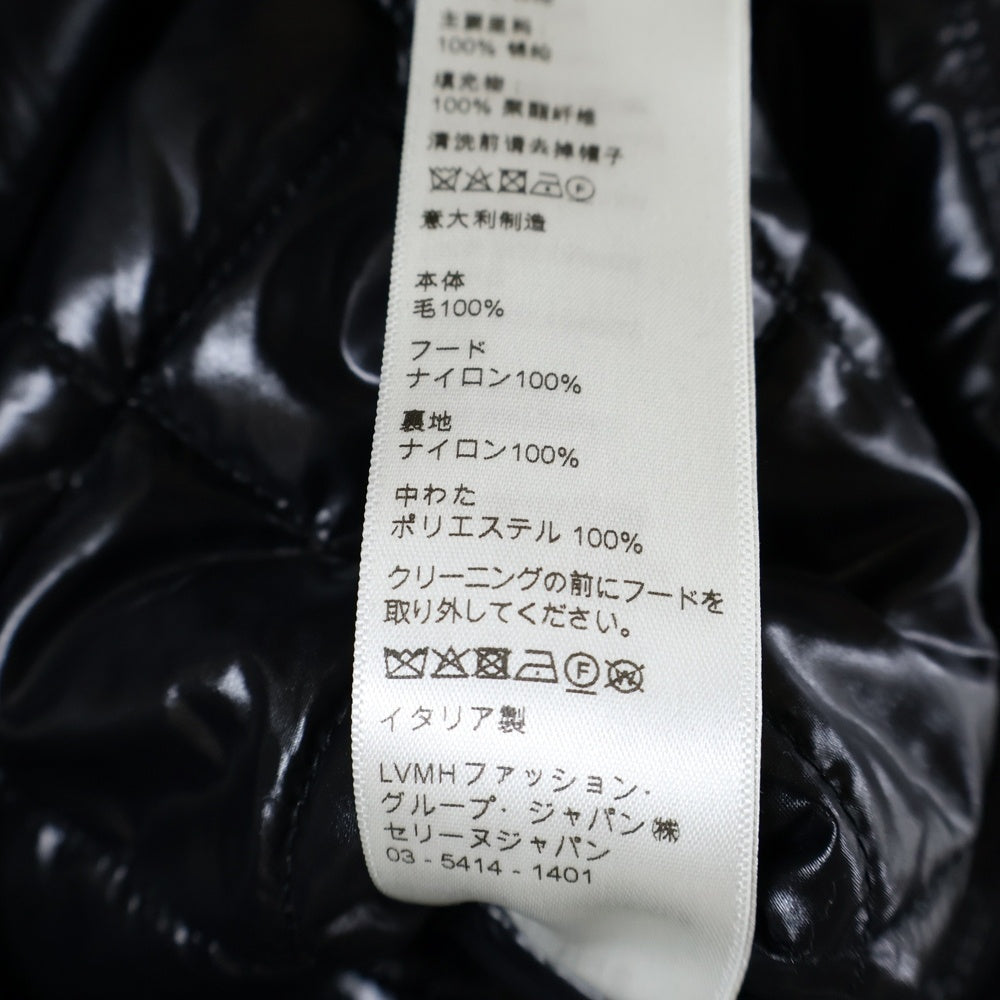 主要面料
100% 锦纶
填充物
100% 聚酯纤维
清洗前请去掉帽子
意大利制造
本体
毛100%
フード
ナイロン100%
裏地
ナイロン100%
中わた
ポリエステル 100%
クリーニングの前にフードを
取り外してください。
イタリア製
LVMHファッション・
グループ・ジャパン㈱
セリーヌジャパン
03 - 5414 - 1401